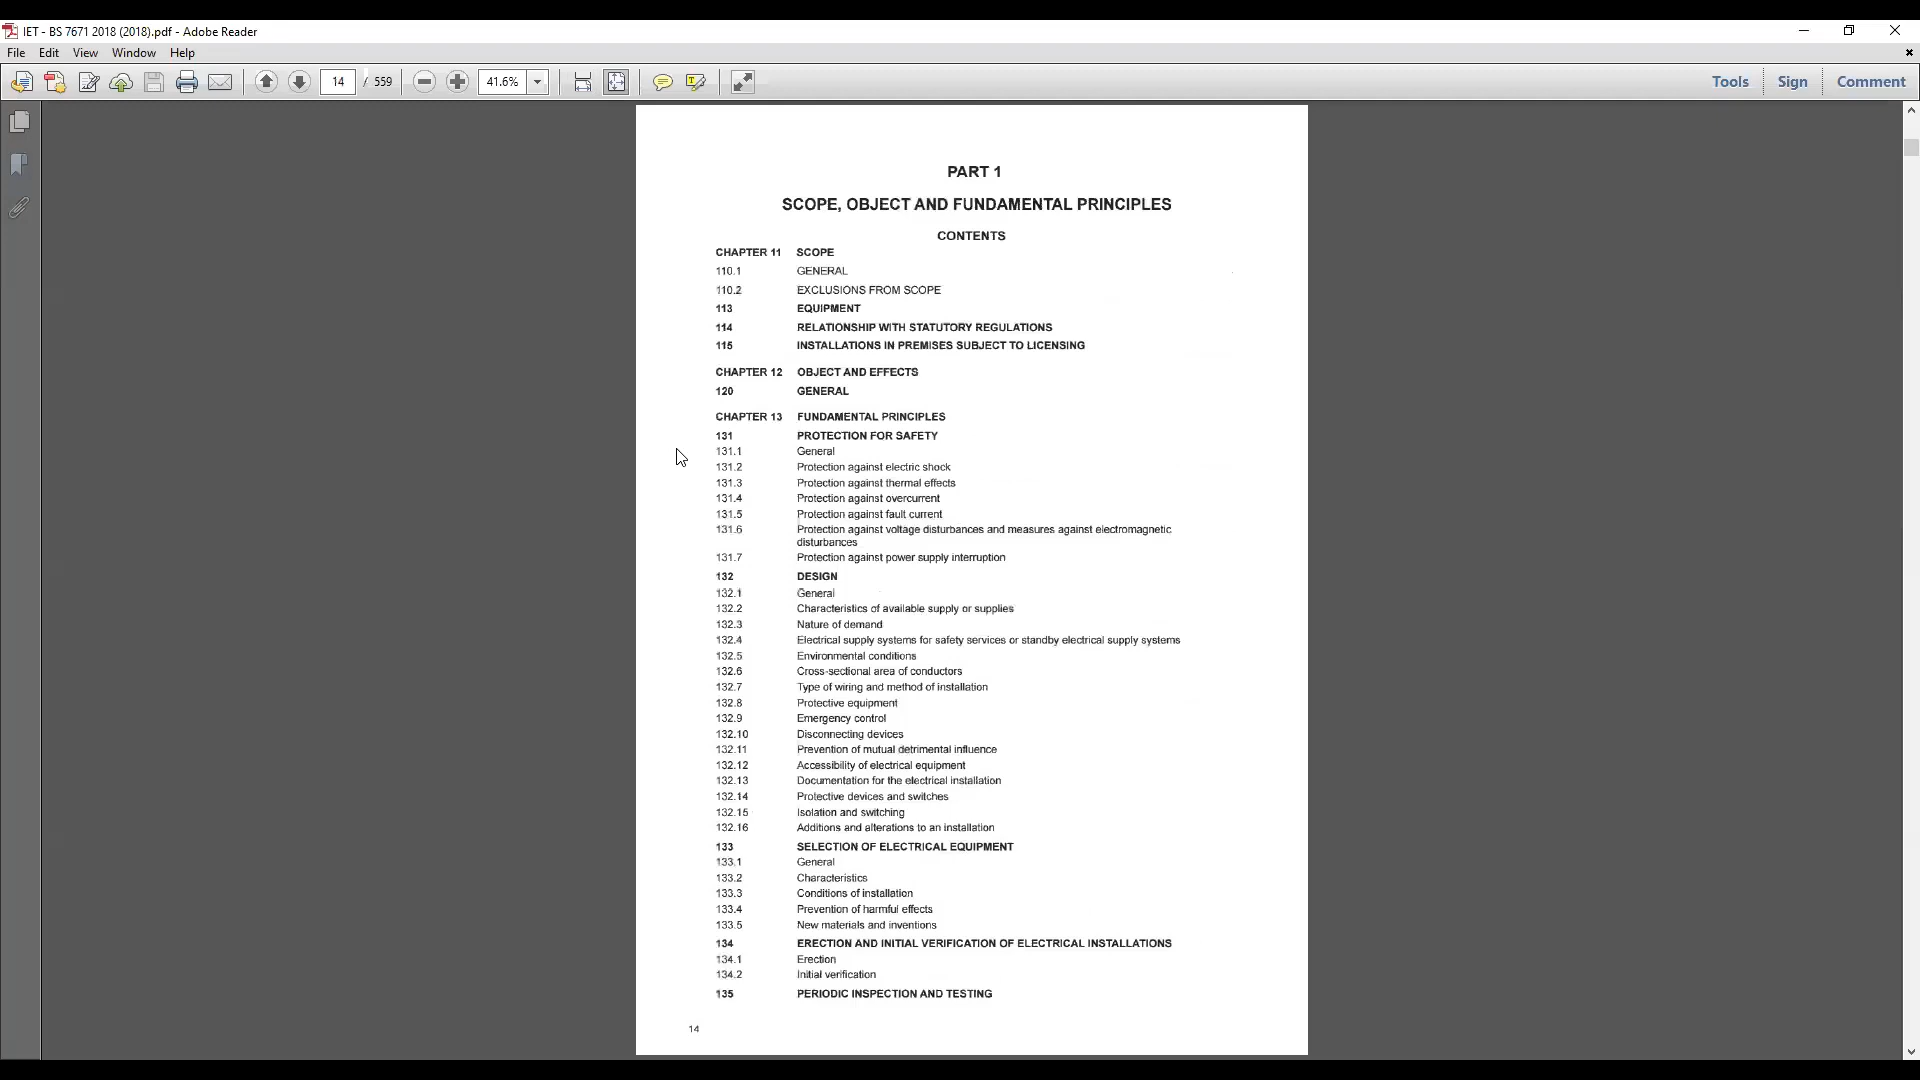 IET - BS 7671 2018 (2018).pdf - Adobe Reader
File Edit View Window Help
14 / 559 41.6% Tools Sign Comment
PART 1
SCOPE, OBJECT AND FUNDAMENTAL PRINCIPLES
CONTENTS
CHAPTER 11 SCOPE
110.1 GENERAL
110.2 EXCLUSIONS FROM SCOPE
113 EQUIPMENT
114 RELATIONSHIP WITH STATUTORY REGULATIONS
115 INSTALLATIONS IN PREMISES SUBJECT TO LICENSING
CHAPTER 12 OBJECT AND EFFECTS
120 GENERAL
CHAPTER 13 FUNDAMENTAL PRINCIPLES
131 PROTECTION FOR SAFETY
131.1 General
131.2 Protection against electric shock
131.3 Protection against thermal effects
131.4 Protection against overcurrent
131.5 Protection against fault current
131.6 Protection against voltage disturbances and measures against electromagnetic
disturbances
131.7 Protection against power supply interruption
132 DESIGN
132.1 General
132.2 Characteristics of available supply or supplies
132.3 Nature of demand
132.4 Electrical supply systems for safety services or standby electrical supply systems
132.5 Environmental conditions
132.6 Cross-sectional area of conductors
132.7 Type of wiring and method of installation
132.8 Protective equipment
132.9 Emergency control
132.10 Disconnecting devices
132.11 Prevention of mutual detrimental influence
132.12 Accessibility of electrical equipment
132.13 Documentation for the electrical installation
132.14 Protective devices and switches
132.15 Isolation and switching
132.16 Additions and alterations to an installation
133 SELECTION OF ELECTRICAL EQUIPMENT
133.1 General
133.2 Characteristics
133.3 Conditions of installation
133.4 Prevention of harmful effects
133.5 New materials and inventions
134 ERECTION AND INITIAL VERIFICATION OF ELECTRICAL INSTALLATIONS
134.1 Erection
134.2 Initial verification
135 PERIODIC INSPECTION AND TESTING
14